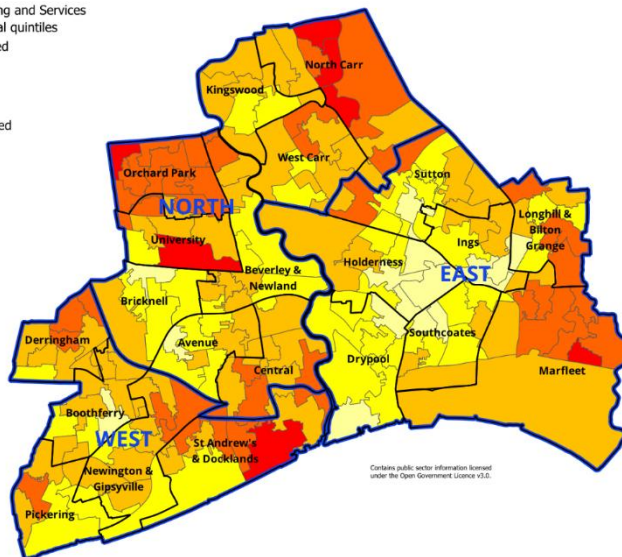 ng and Services
al quintiles
ed
ed
North Carr
Kingswood
West Carr
Orchard Park
Sutton
NORTH
Longhill &
Bilton
Grange
University
Ings
Holderness
EAST
Beverley &
Newland
Bricknell
Southcoates
Derringham
Avenue
Drypool
Central
Marfleet
Boothferry
WEST
St Andrew's
& Docklands
Newington &
Gipsyville
Pickering
Contains public sector information licensed
under the Open Government Licence v3.0.